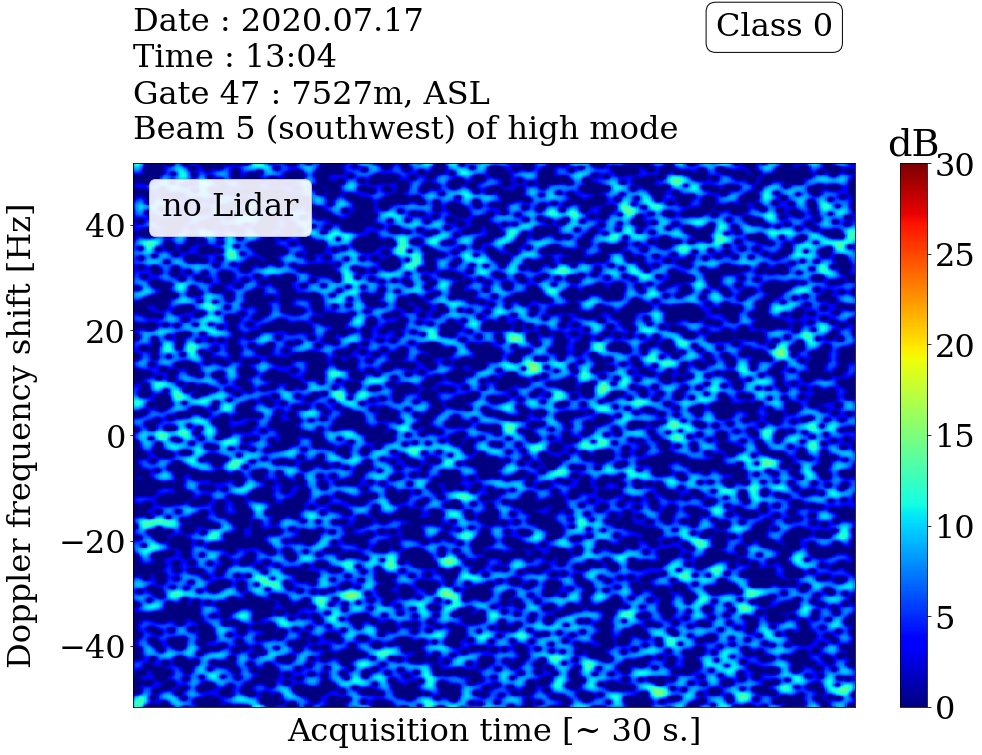 Date : 2020.07.17
Time : 13:04
Gate 47 : 7527m, ASL
Beam 5 (southwest) of high mode
Class 0
dB
no Lidar
Doppler frequency shift [Hz]
40
20
0
−20
−40
Acquisition time [~ 30 s.]
30
25
20
15
10
5
0